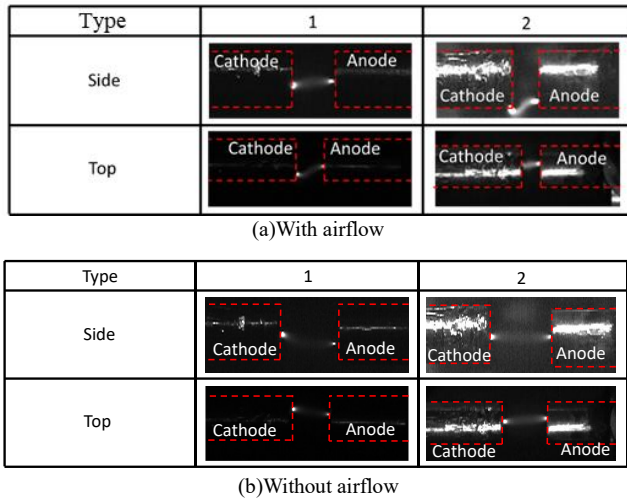 Type 1 2
Side Cathode Anode Cathode Anode
Top Cathode Anode Cathode Anode
(a)With airflow
Type 1 2
Side Cathode Anode Cathode Anode
Top Cathode Anode Cathode Anode
(b)Without airflow